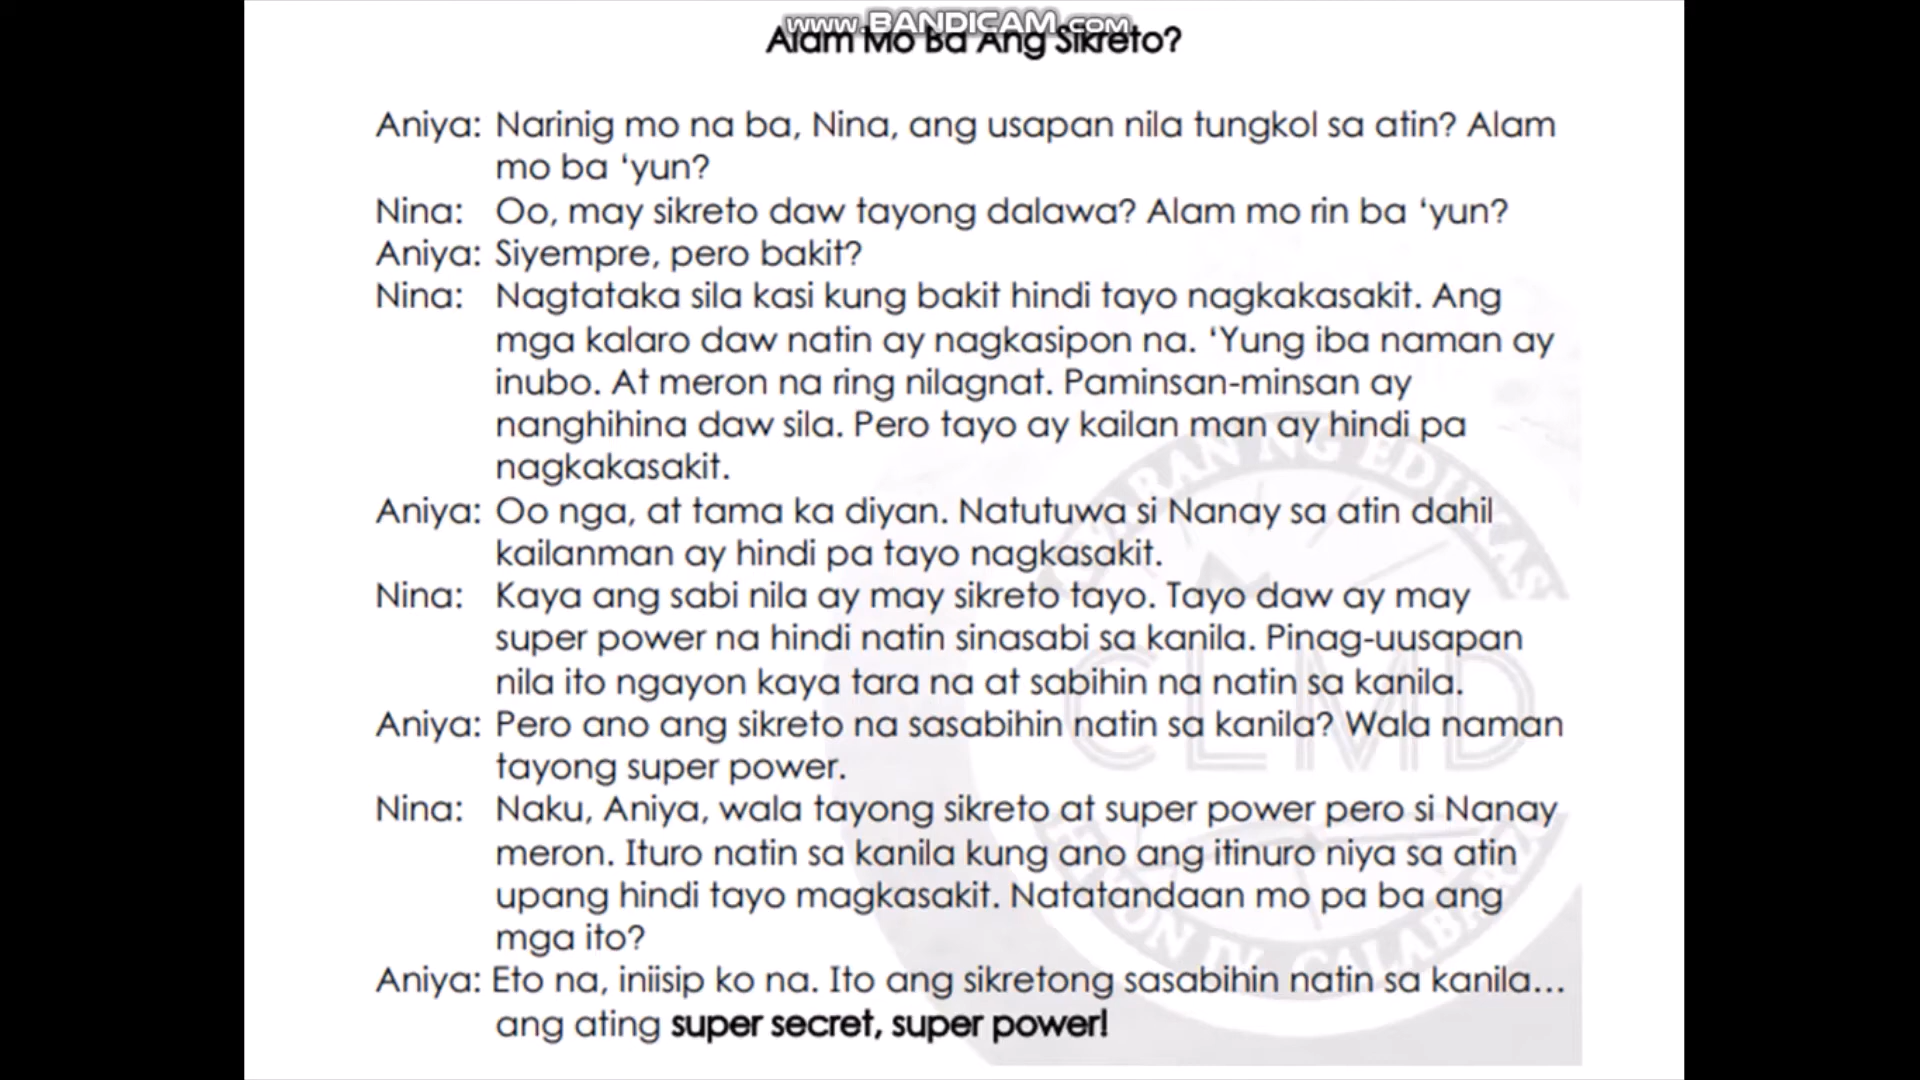 www.BANDICAM.com
Alam Mo Ba Ang Sikreto?
Aniya: Narinig mo na ba, Nina, ang usapan nila tungkol sa atin? Alam
mo ba ‘yun?
Nina: Oo, may sikreto daw tayong dalawa? Alam mo rin ba ‘yun?
Aniya: Siyempre, pero bakit?
Nina: Nagtataka sila kasi kung bakit hindi tayo nagkakasakit. Ang
mga kalaro daw natin ay nagkasipon na. ‘Yung iba naman ay
inubo. At meron na ring nilagnat. Paminsan-minsan ay
nanghihina daw sila. Pero tayo ay kailan man ay hindi pa
nagkakasakit.
Aniya: Oo nga, at tama ka diyan. Natutuwa si Nanay sa atin dahil
kailanman ay hindi pa tayo nagkasakit.
Nina: Kaya ang sabi nila ay may sikreto tayo. Tayo daw ay may
super power na hindi natin sinasabi sa kanila. Pinag-uusapan
nila ito ngayon kaya tara na at sabihin na natin sa kanila.
Aniya: Pero ano ang sikreto na sasabihin natin sa kanila? Wala naman
tayong super power.
Nina: Naku, Aniya, wala tayong sikreto at super power pero si Nanay
meron. Ituro natin sa kanila kung ano ang itinuro niya sa atin
upang hindi tayo magkasakit. Natatandaan mo pa ba ang
mga ito?
Aniya: Eto na, iniisip ko na. Ito ang sikretong sasabihin natin sa kanila...
ang ating super secret, super power!
CLMD